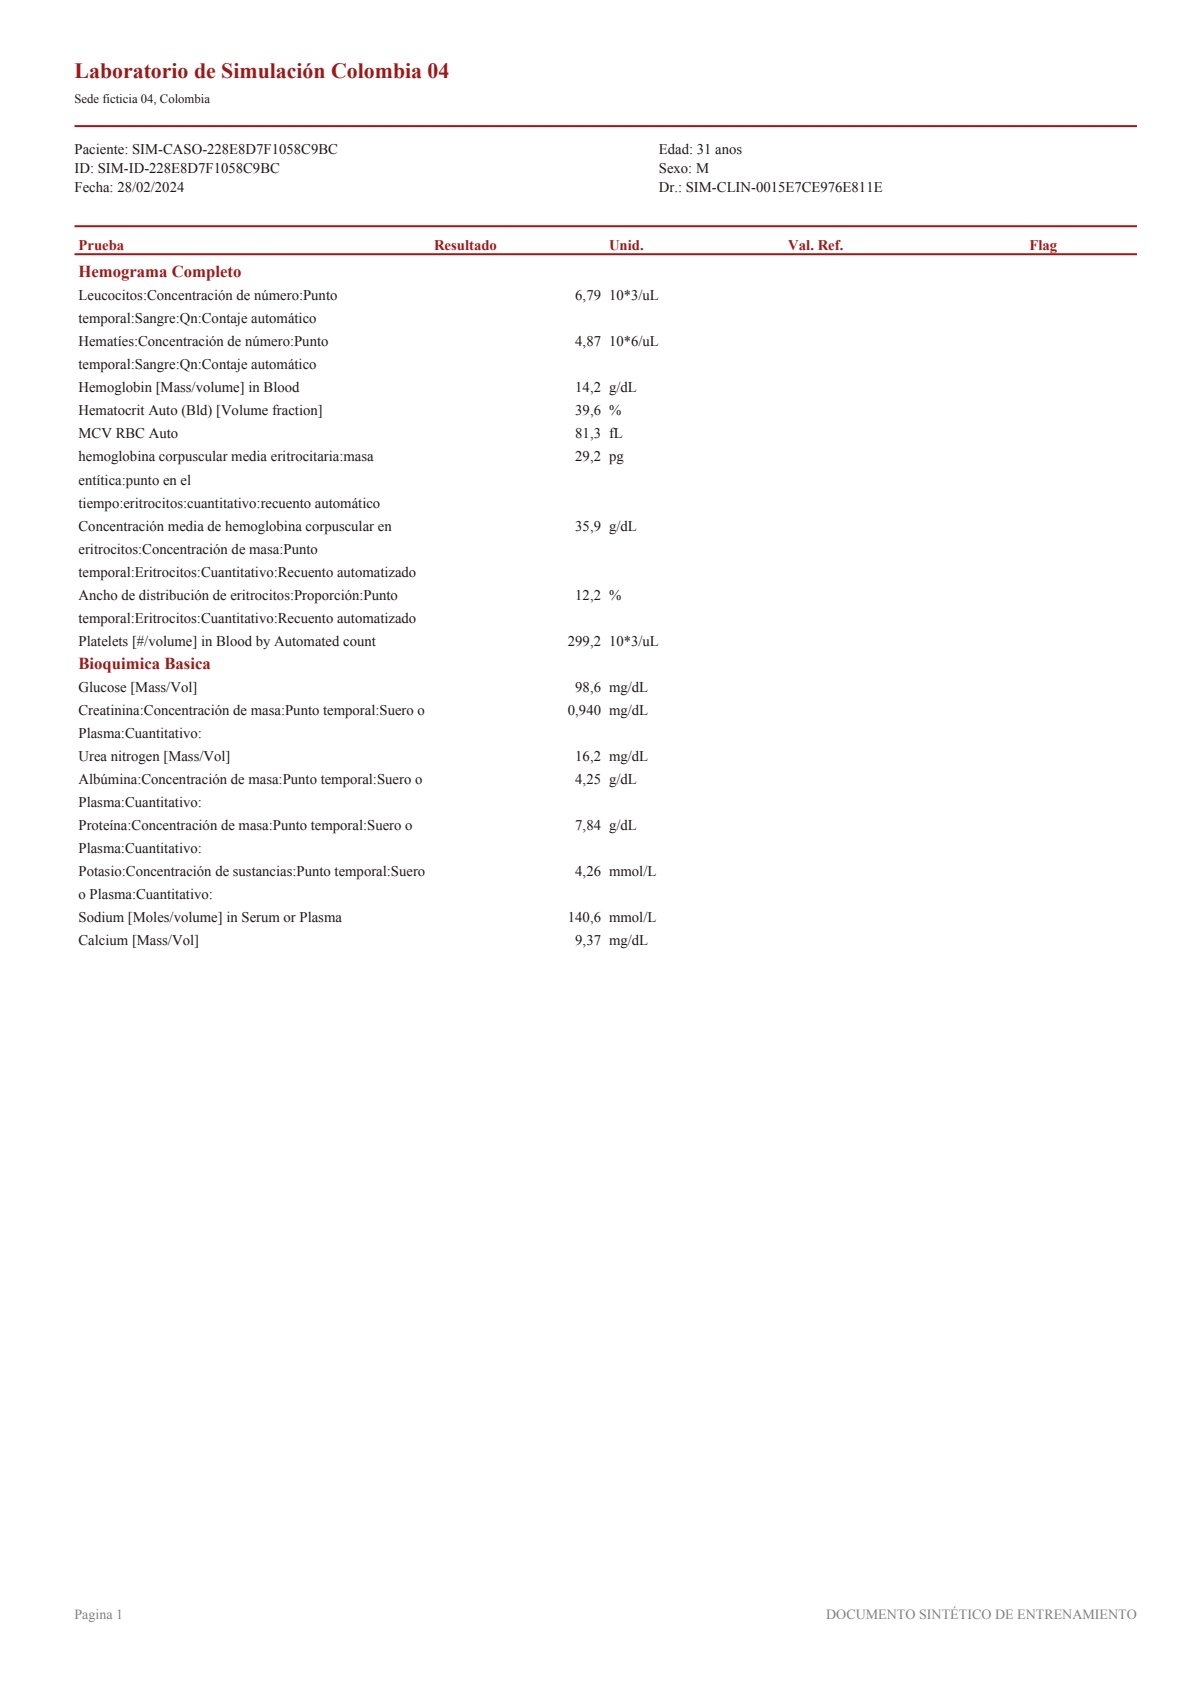 Laboratorio de Simulación Colombia 04
Sede ficticia 04, Colombia
Paciente: SIM-CASO-228E8D7F1058C9BC Edad: 31 anos
ID: SIM-ID-228E8D7F1058C9BC Sexo: M
Fecha: 28/02/2024 Dr.: SIM-CLIN-0015E7CE976E811E
Prueba Resultado Unid. Val. Ref. Flag
Hemograma Completo
Leucocitos:Concentración de número:Punto 6,79 10*3/uL
temporal:Sangre:Qn:Contaje automático
Hematíes:Concentración de número:Punto 4,87 10*6/uL
temporal:Sangre:Qn:Contaje automático
Hemoglobin [Mass/volume] in Blood 14,2 g/dL
Hematocrit Auto (Bld) [Volume fraction] 39,6 %
MCV RBC Auto 81,3 fL
hemoglobina corpuscular media eritrocitaria:masa 29,2 pg
entítica:punto en el
tiempo:eritrocitos:cuantitativo:recuento automático
Concentración media de hemoglobina corpuscular en 35,9 g/dL
eritrocitos:Concentración de masa:Punto
temporal:Eritrocitos:Cuantitativo:Recuento automatizado
Ancho de distribución de eritrocitos:Proporción:Punto 12,2 %
temporal:Eritrocitos:Cuantitativo:Recuento automatizado
Platelets [#/volume] in Blood by Automated count 299,2 10*3/uL
Bioquimica Basica
Glucose [Mass/Vol] 98,6 mg/dL
Creatinina:Concentración de masa:Punto temporal:Suero o 0,940 mg/dL
Plasma:Cuantitativo:
Urea nitrogen [Mass/Vol] 16,2 mg/dL
Albúmina:Concentración de masa:Punto temporal:Suero o 4,25 g/dL
Plasma:Cuantitativo:
Proteína:Concentración de masa:Punto temporal:Suero o 7,84 g/dL
Plasma:Cuantitativo:
Potasio:Concentración de sustancias:Punto temporal:Suero 4,26 mmol/L
o Plasma:Cuantitativo:
Sodium [Moles/volume] in Serum or Plasma 140,6 mmol/L
Calcium [Mass/Vol] 9,37 mg/dL
Pagina 1 DOCUMENTO SINTÉTICO DE ENTRENAMIENTO